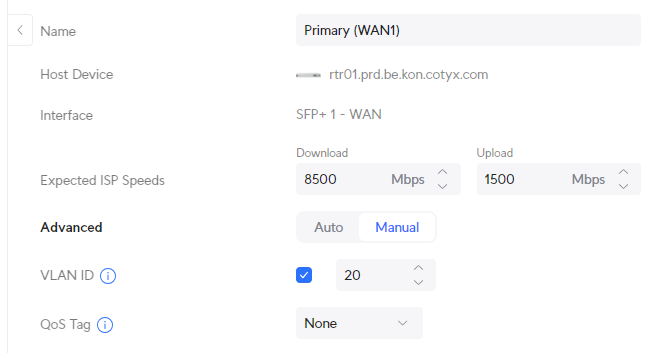 Name Primary (WAN1)
Host Device rtr01.prd.be.kon.cotyx.com
Interface SFP+ 1 - WAN
Download Upload
Expected ISP Speeds 8500 Mbps 1500 Mbps
Advanced Auto Manual
VLAN ID 20
QoS Tag None